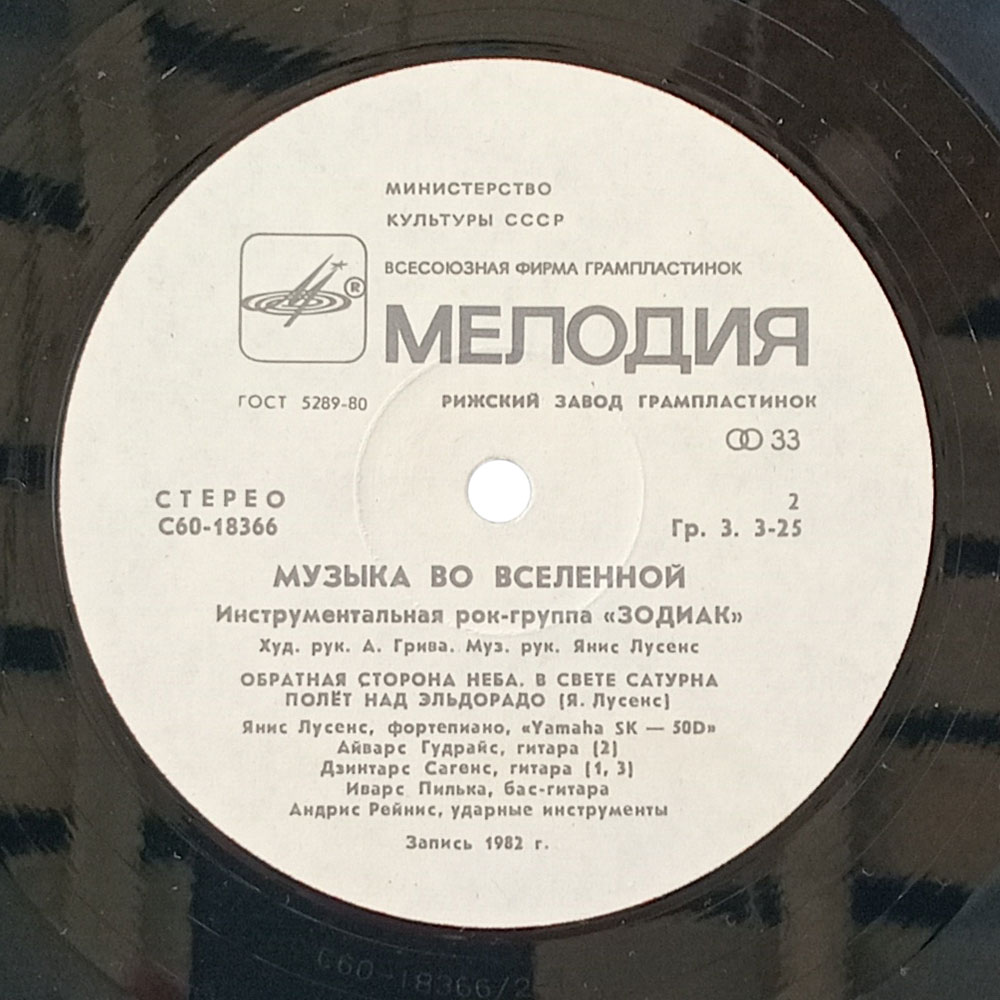 МИНИСТЕРСТВО
КУЛЬТУРЫ СССР
ВСЕСОЮЗНАЯ ФИРМА ГРАМПЛАСТИНОК
®
МЕЛОДИЯ
ГОСТ 5289-80 РИЖСКИЙ ЗАВОД ГРАМПЛАСТИНОК
33
СТЕРЕО 2
С60-18366 Гр. 3. 3-25
МУЗЫКА ВО ВСЕЛЕННОЙ
Инструментальная рок-группа «ЗОДИАК»
Худ. рук. А. Грива. Муз. рук. Янис Лусенс
ОБРАТНАЯ СТОРОНА НЕБА. В СВЕТЕ САТУРНА
ПОЛЁТ НАД ЭЛЬДОРАДО (Я. Лусенс)
Янис Лусенс, фортепиано, «Yamaha SK — 50D»
Айварс Гудрайс, гитара (2)
Дзинтарс Сагенс, гитара (1, 3)
Иварс Пилька, бас-гитара
Андрис Рейнис, ударные инструменты
Запись 1982 г.
С60-18366/2